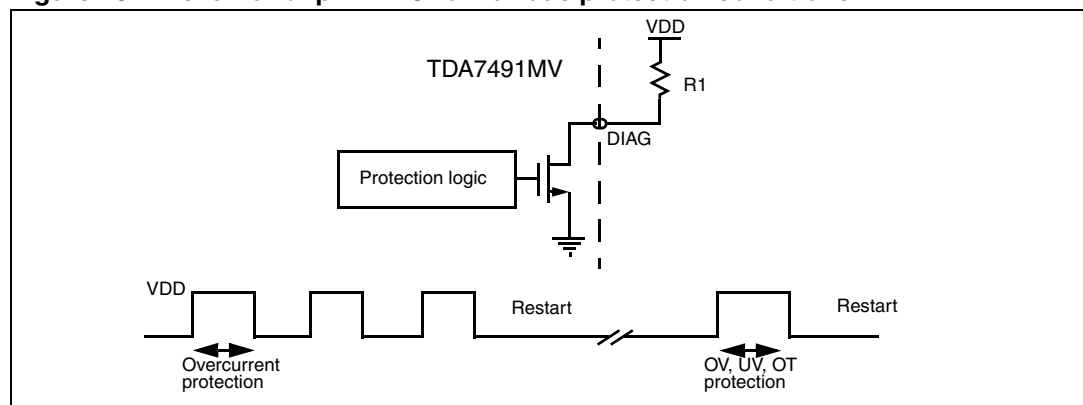 VDD
TDA7491MV
R1
DIAG
Protection logic
VDD
Restart
Restart
Overcurrent
protection
OV, UV, OT
protection